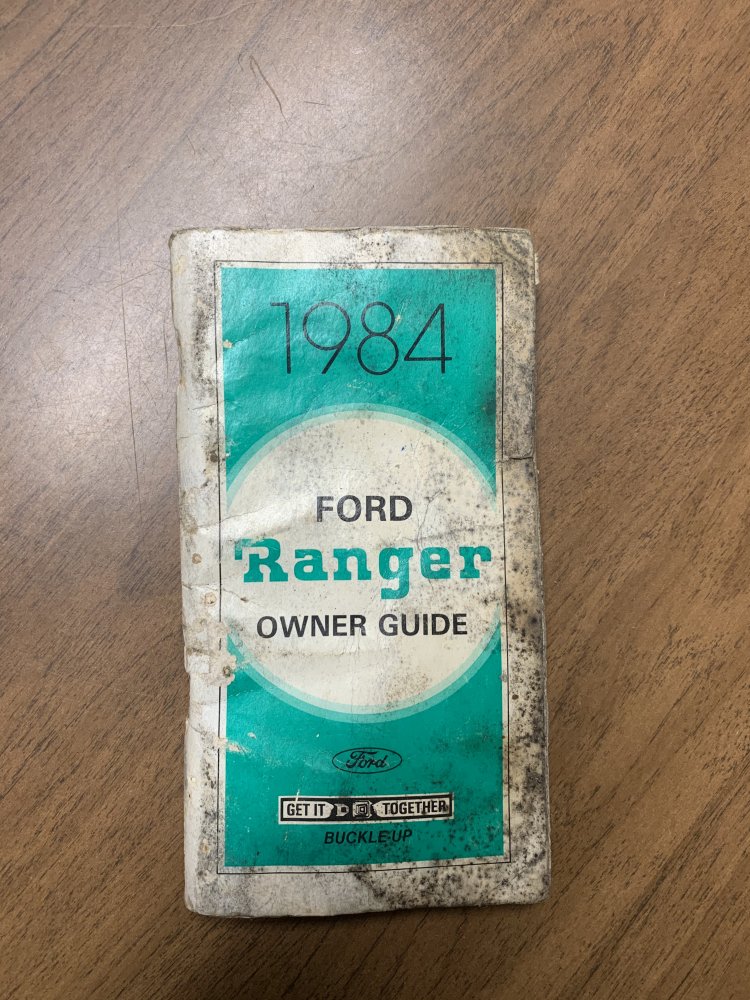 1984
FORD
Ranger
OWNER GUIDE
Ford
GET IT TOGETHER
BUCKLE UP